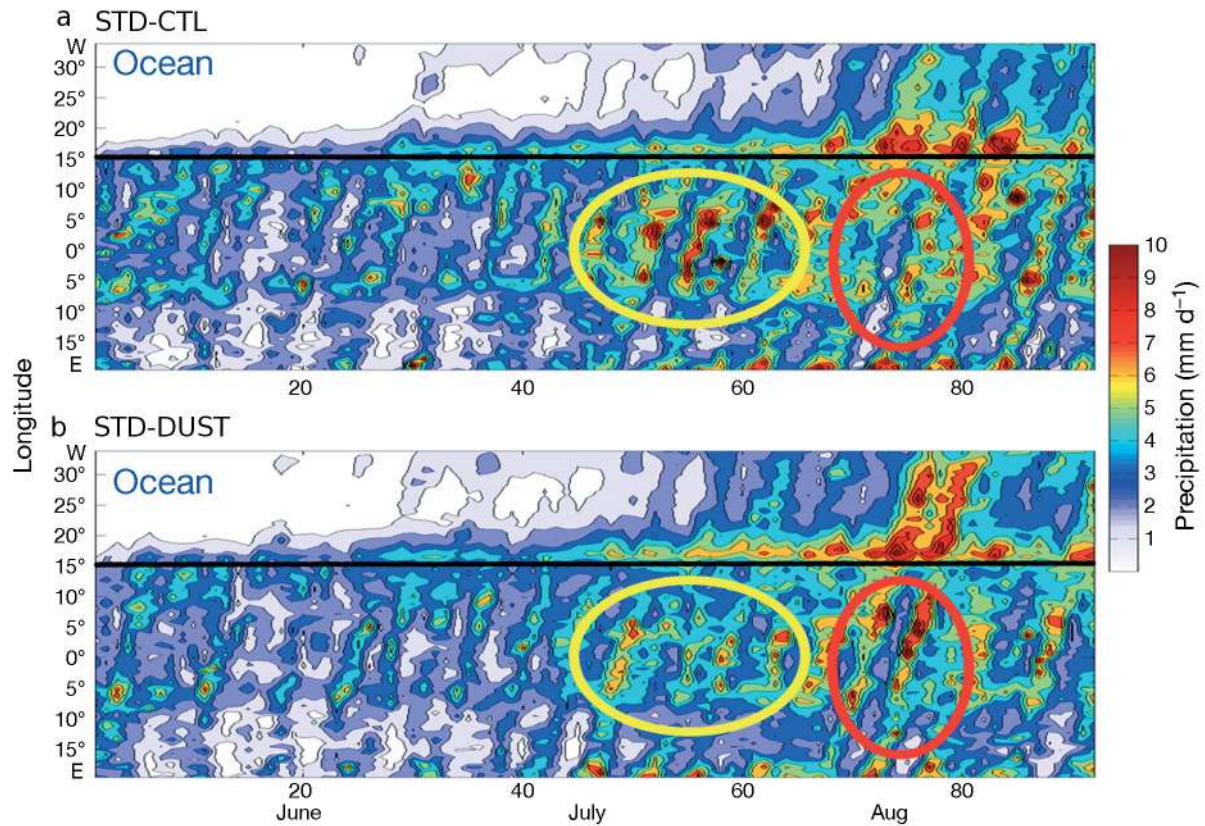 a STD-CTL
W
Ocean
30°
25°
20°
15°
10°
5°
0°
5°
10°
15°
E
20 40 60 80
b STD-DUST
W
Ocean
30°
25°
20°
15°
10°
5°
0°
5°
10°
15°
E
20 40 60 80
June July Aug
Longitude
10
9
8
7
6
5
4
3
2
1
Precipitation (mm d⁻¹)